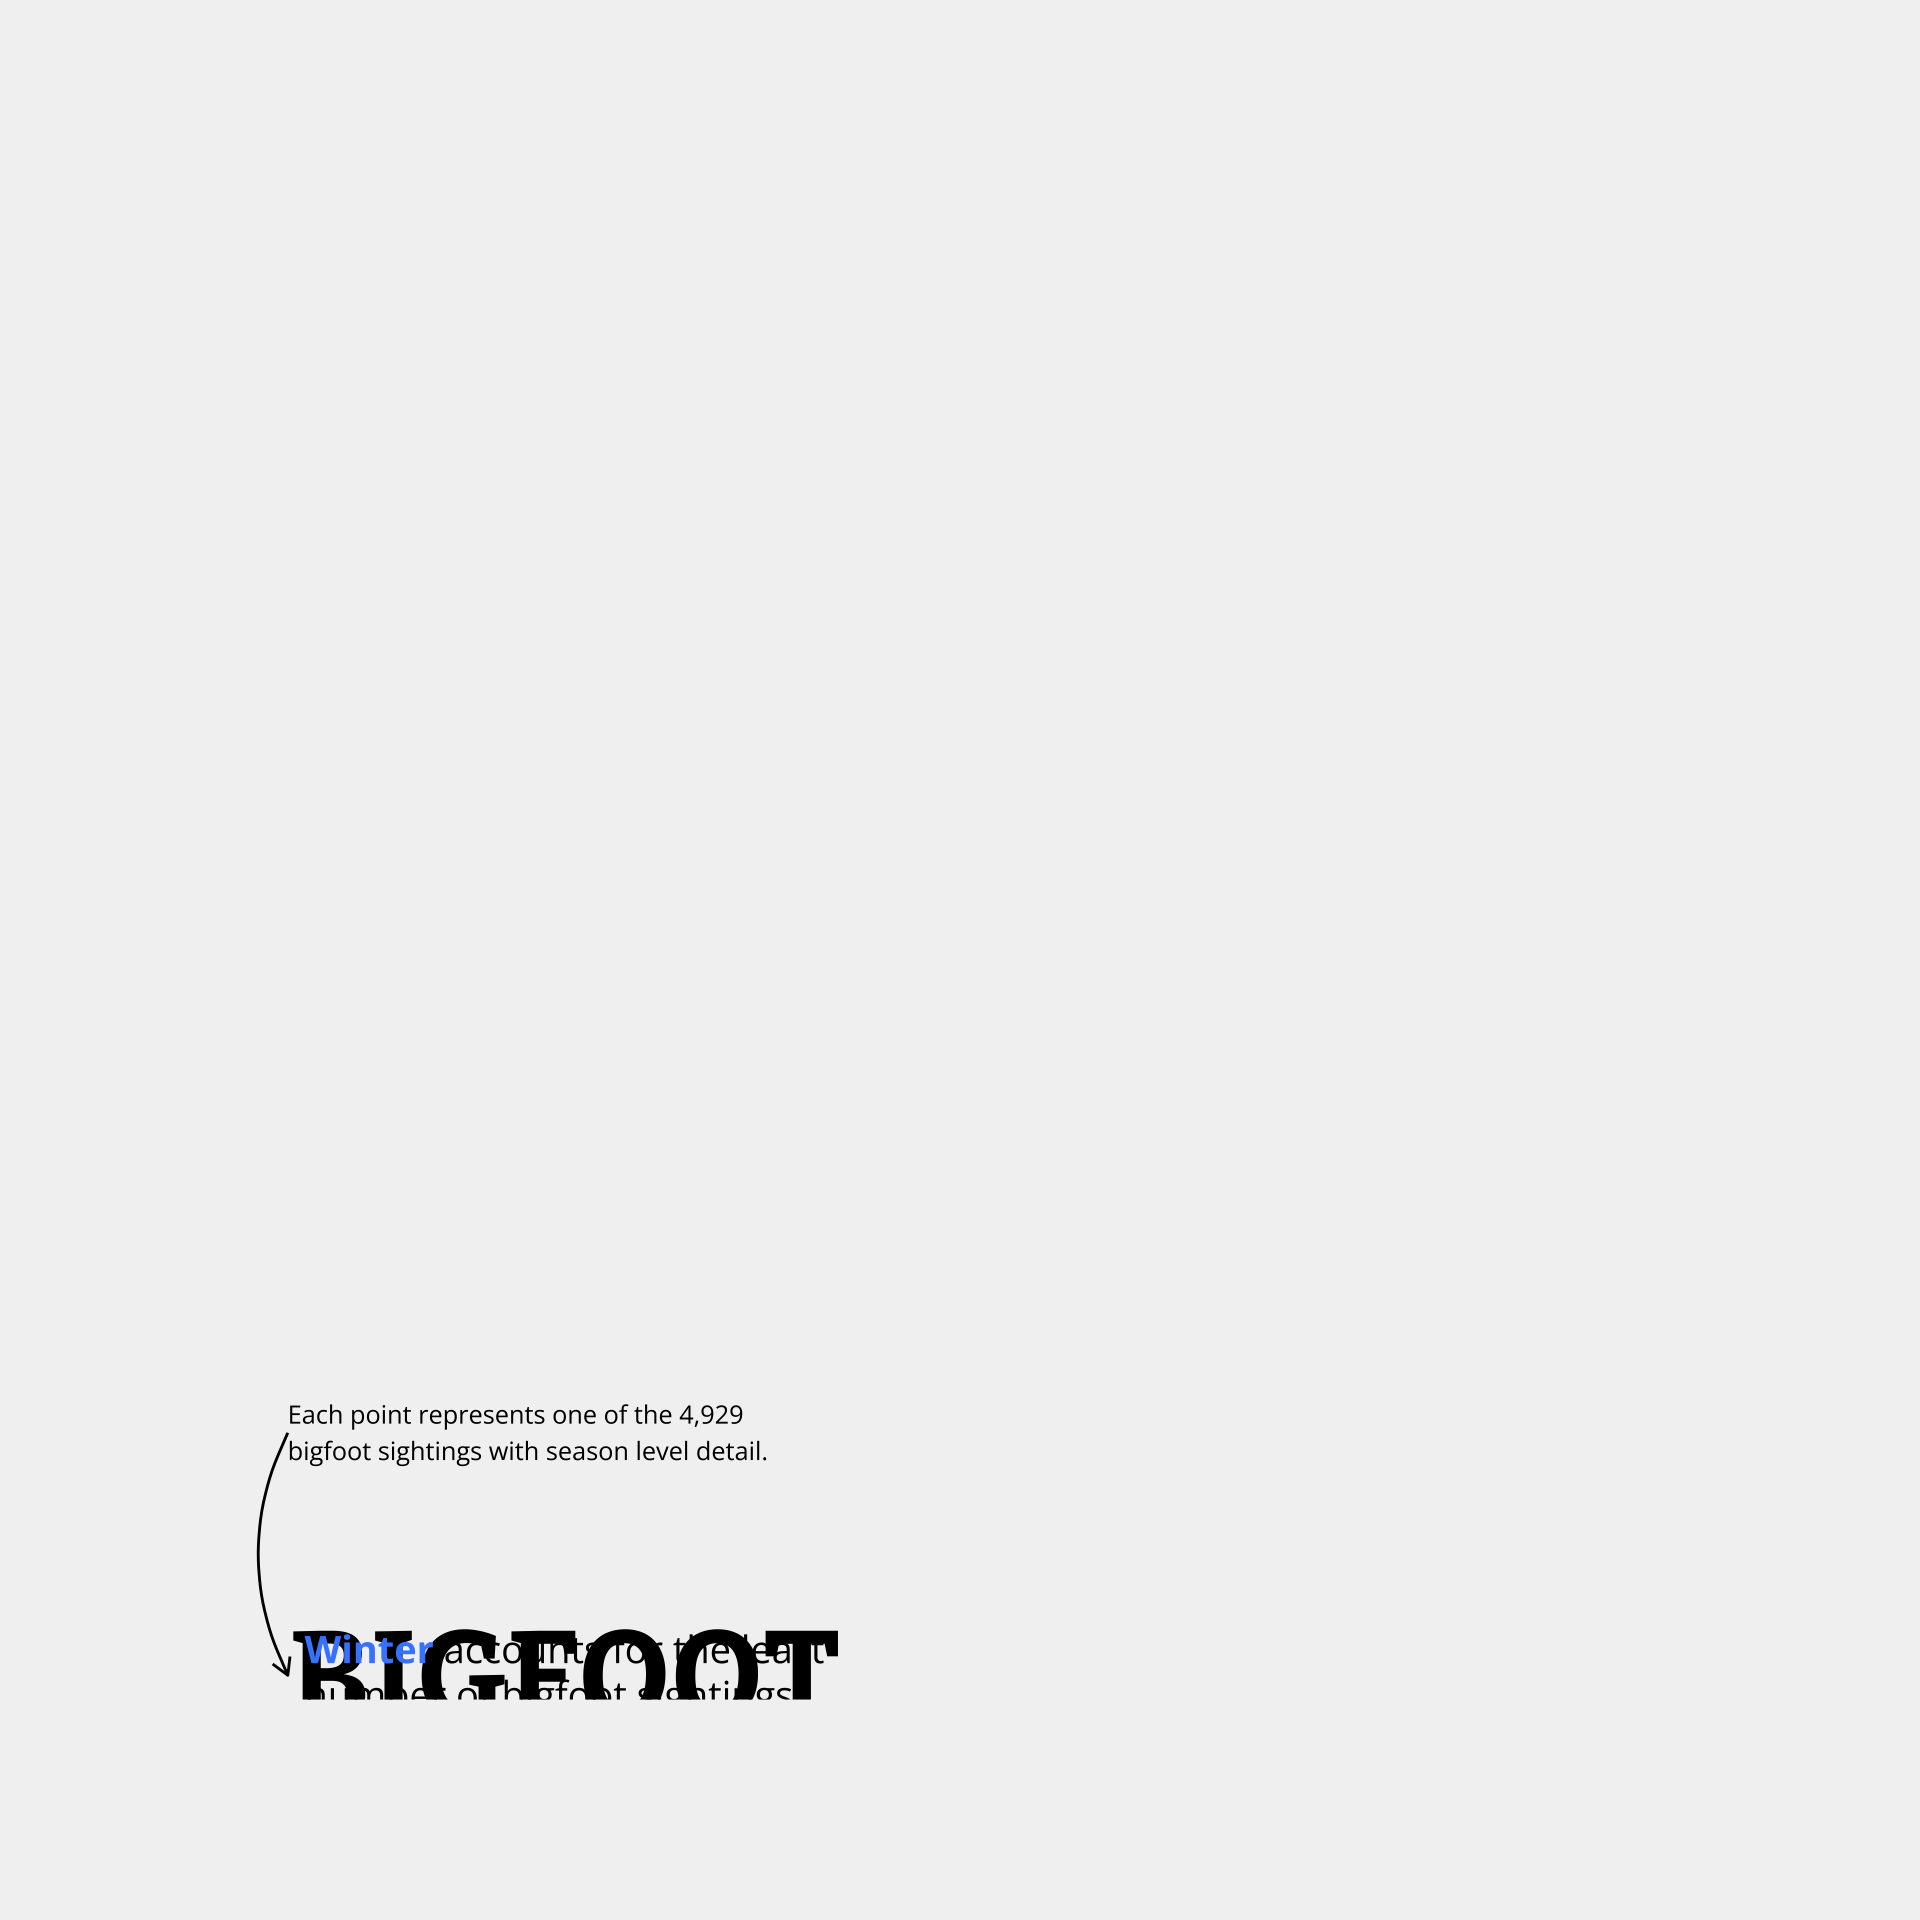 Each point represents one of the 4,929
bigfoot sightings with season level detail.
BIGFOOT
Winter accounts for the least
number of bigfoot sightings